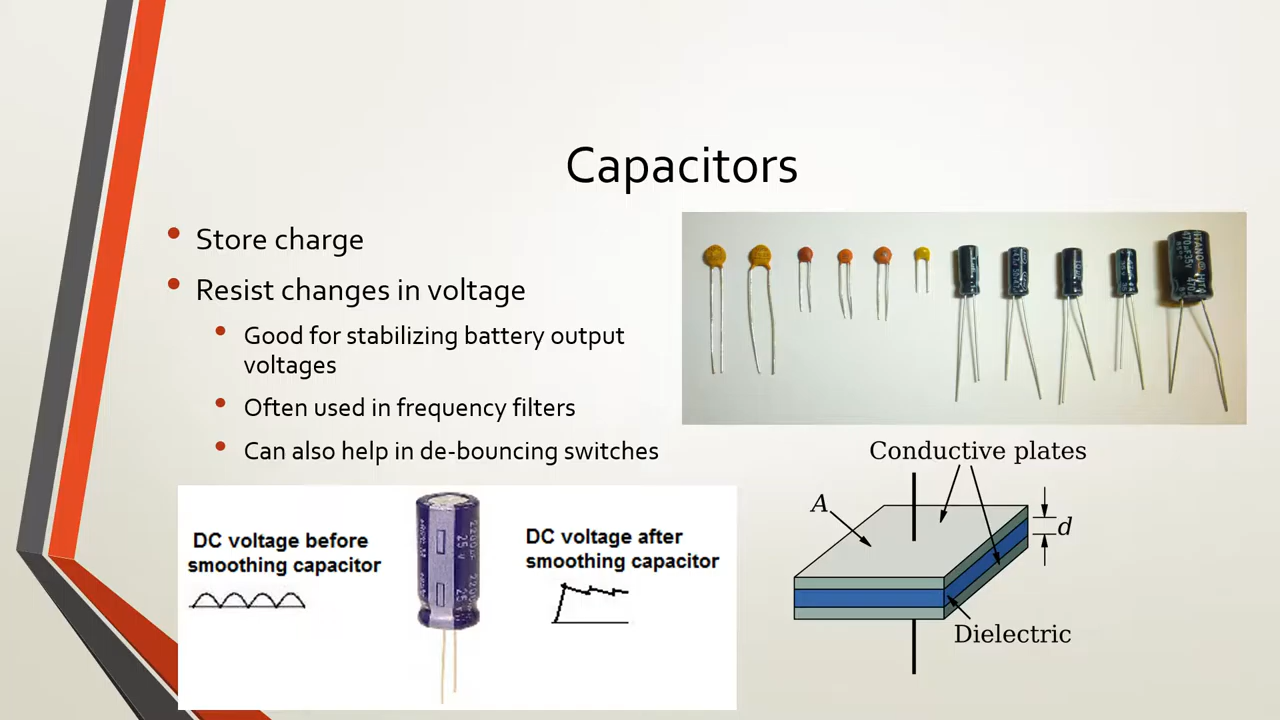 Capacitors
Store charge
Resist changes in voltage
Good for stabilizing battery output
voltages
Often used in frequency filters
Can also help in de-bouncing switches
470µF35V
Conductive plates
A
d
Dielectric
DC voltage before
smoothing capacitor
25 V
DC voltage after
smoothing capacitor